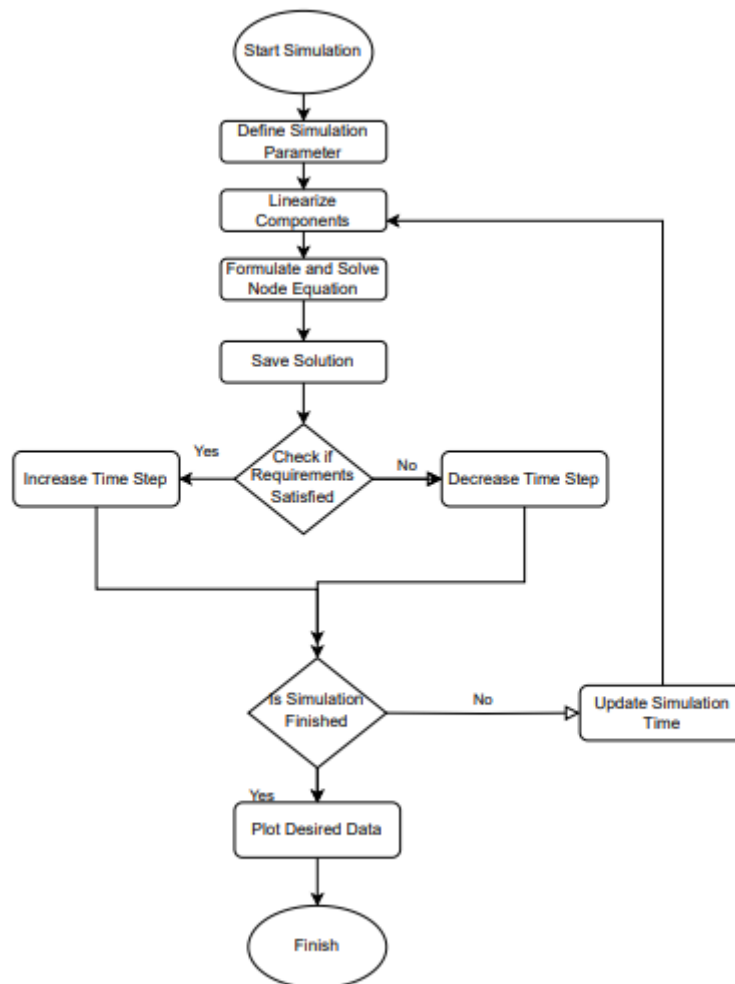 Start Simulation
Define Simulation
Parameter
Linearize
Components
Formulate and Solve
Node Equation
Save Solution
Yes
Check if
Requirements
Satisfied
No
Increase Time Step
Decrease Time Step
Is Simulation
Finished
No
Update Simulation
Time
Yes
Plot Desired Data
Finish